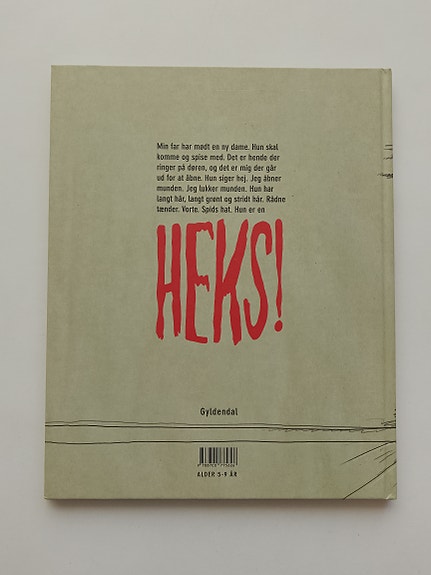 Min far har mødt en ny dame. Hun skal
komme og spise med. Det er hende der
ringer på døren, og det er mig der går
ud for at åbne. Hun siger hej. Jeg åbner
munden. Jeg lukker munden. Hun har
langt hår, langt grønt og stridt hår. Rådne
tænder. Vorte. Spids hat. Hun er en
HEKS!
Gyldendal
ALDER 5-9 ÅR